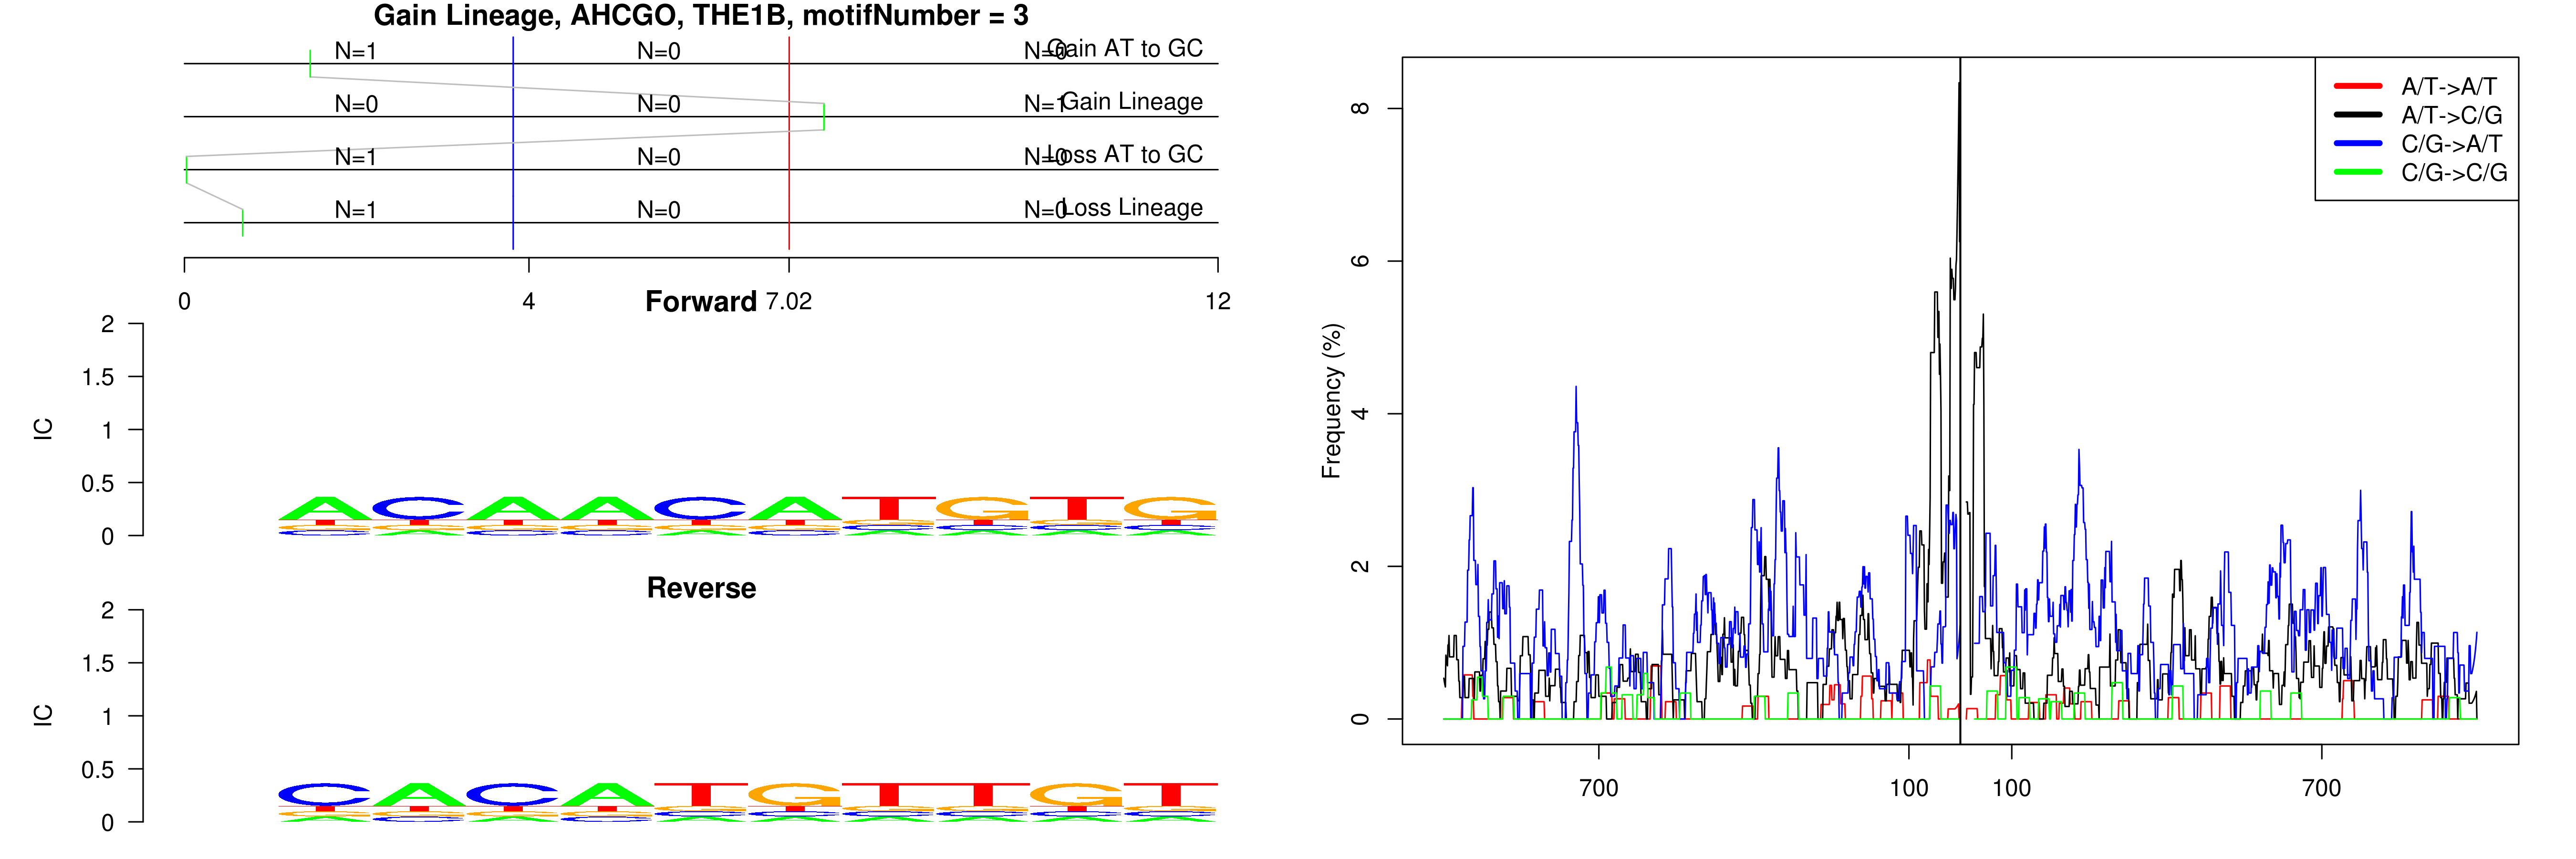 Gain Lineage, AHCGO, THE1B, motifNumber = 3
N=1 N=0 N=0 Gain AT to GC
N=0 N=0 N=1 Gain Lineage
N=1 N=0 N=0 Loss AT to GC
N=1 N=0 N=0 Loss Lineage
0 4 7.02 12
Forward
IC
2
1.5
1
0.5
0
ACAACATGTG
Reverse
IC
2
1.5
1
0.5
0
CACATGTTGT
Frequency (%)
8
6
4
2
0
700 100 100 700
A/T->A/T
A/T->C/G
C/G->A/T
C/G->C/G